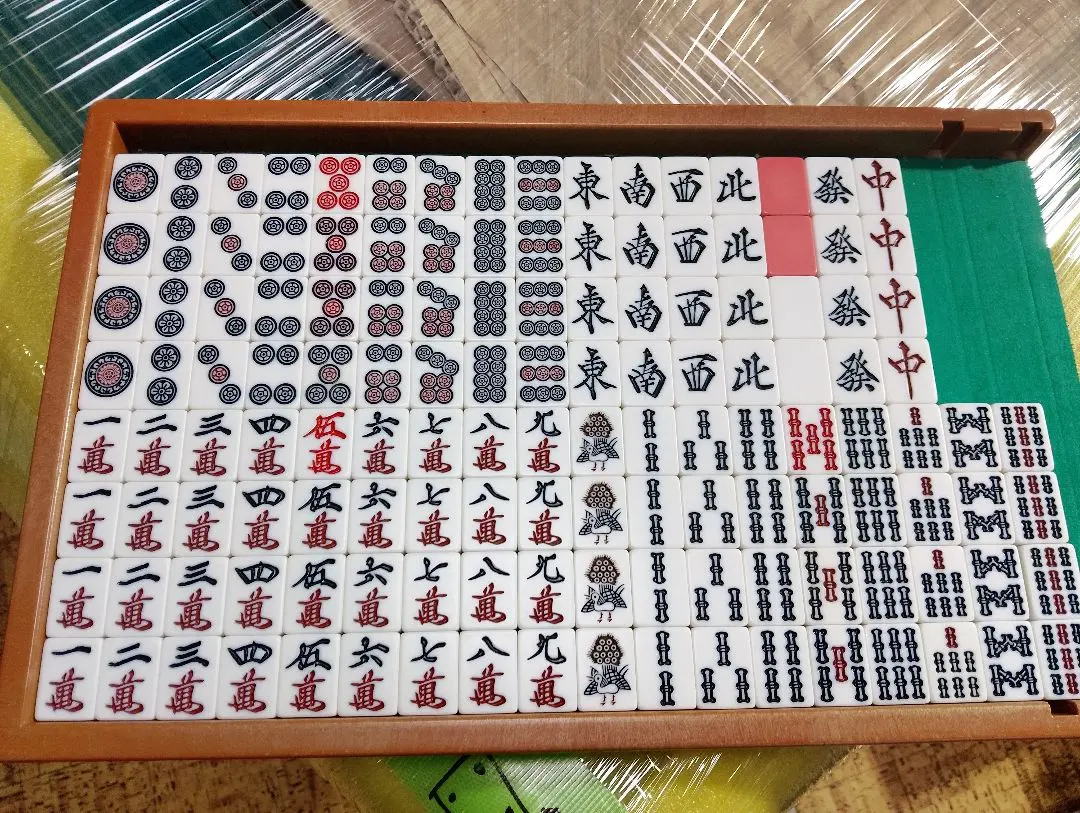 東 南 西 北 發 中
東 南 西 北 發 中
東 南 西 北 發 中
東 南 西 北 發 中
一 二 三 四 伍 六 七 八 九
萬 萬 萬 萬 萬 萬 萬 萬 萬
一 二 三 四 伍 六 七 八 九
萬 萬 萬 萬 萬 萬 萬 萬 萬
一 二 三 四 伍 六 七 八 九
萬 萬 萬 萬 萬 萬 萬 萬 萬
一 二 三 四 伍 六 七 八 九
萬 萬 萬 萬 萬 萬 萬 萬 萬